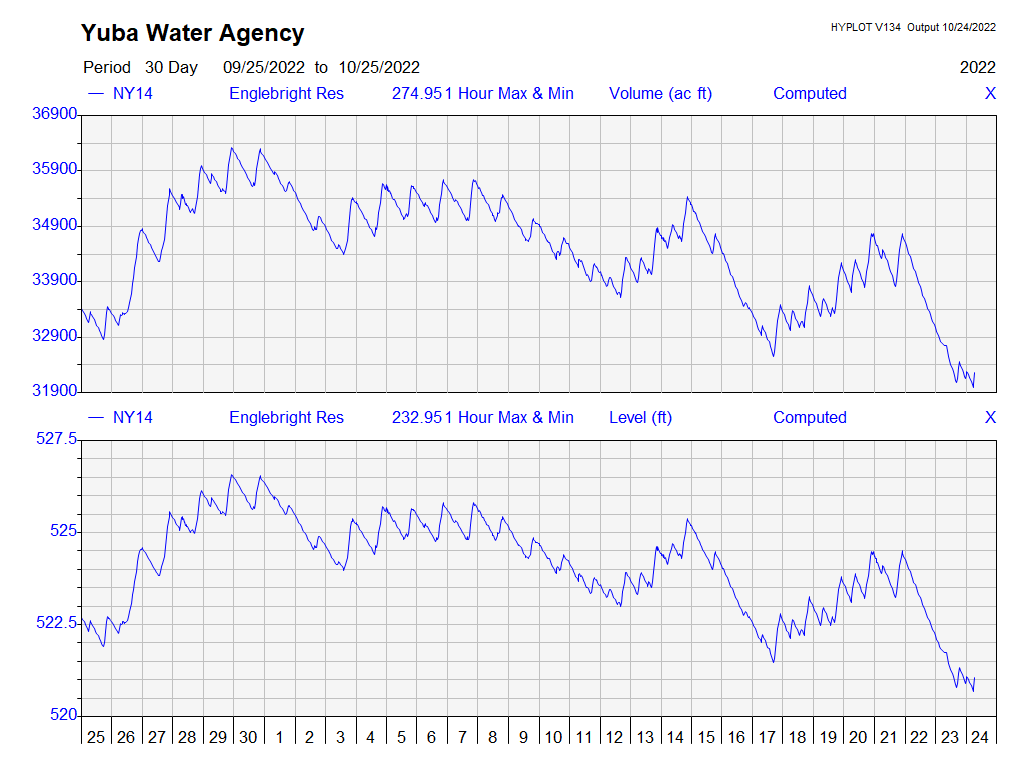 Yuba Water Agency
HYPLOT V134 Output 10/24/2022
Period 30 Day 09/25/2022 to 10/25/2022 2022
NY14 Englebright Res 274.951 Hour Max & Min Volume (ac ft) Computed X
36900
35900
34900
33900
32900
31900
NY14 Englebright Res 232.951 Hour Max & Min Level (ft) Computed X
527.5
525
522.5
520
25 26 27 28 29 30 1 2 3 4 5 6 7 8 9 10 11 12 13 14 15 16 17 18 19 20 21 22 23 24